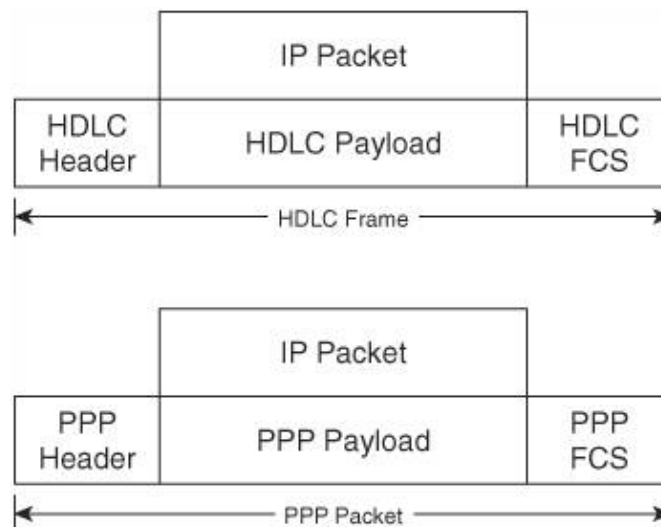 IP Packet
HDLC Header
HDLC Payload
HDLC FCS
HDLC Frame
IP Packet
PPP Header
PPP Payload
PPP FCS
PPP Packet